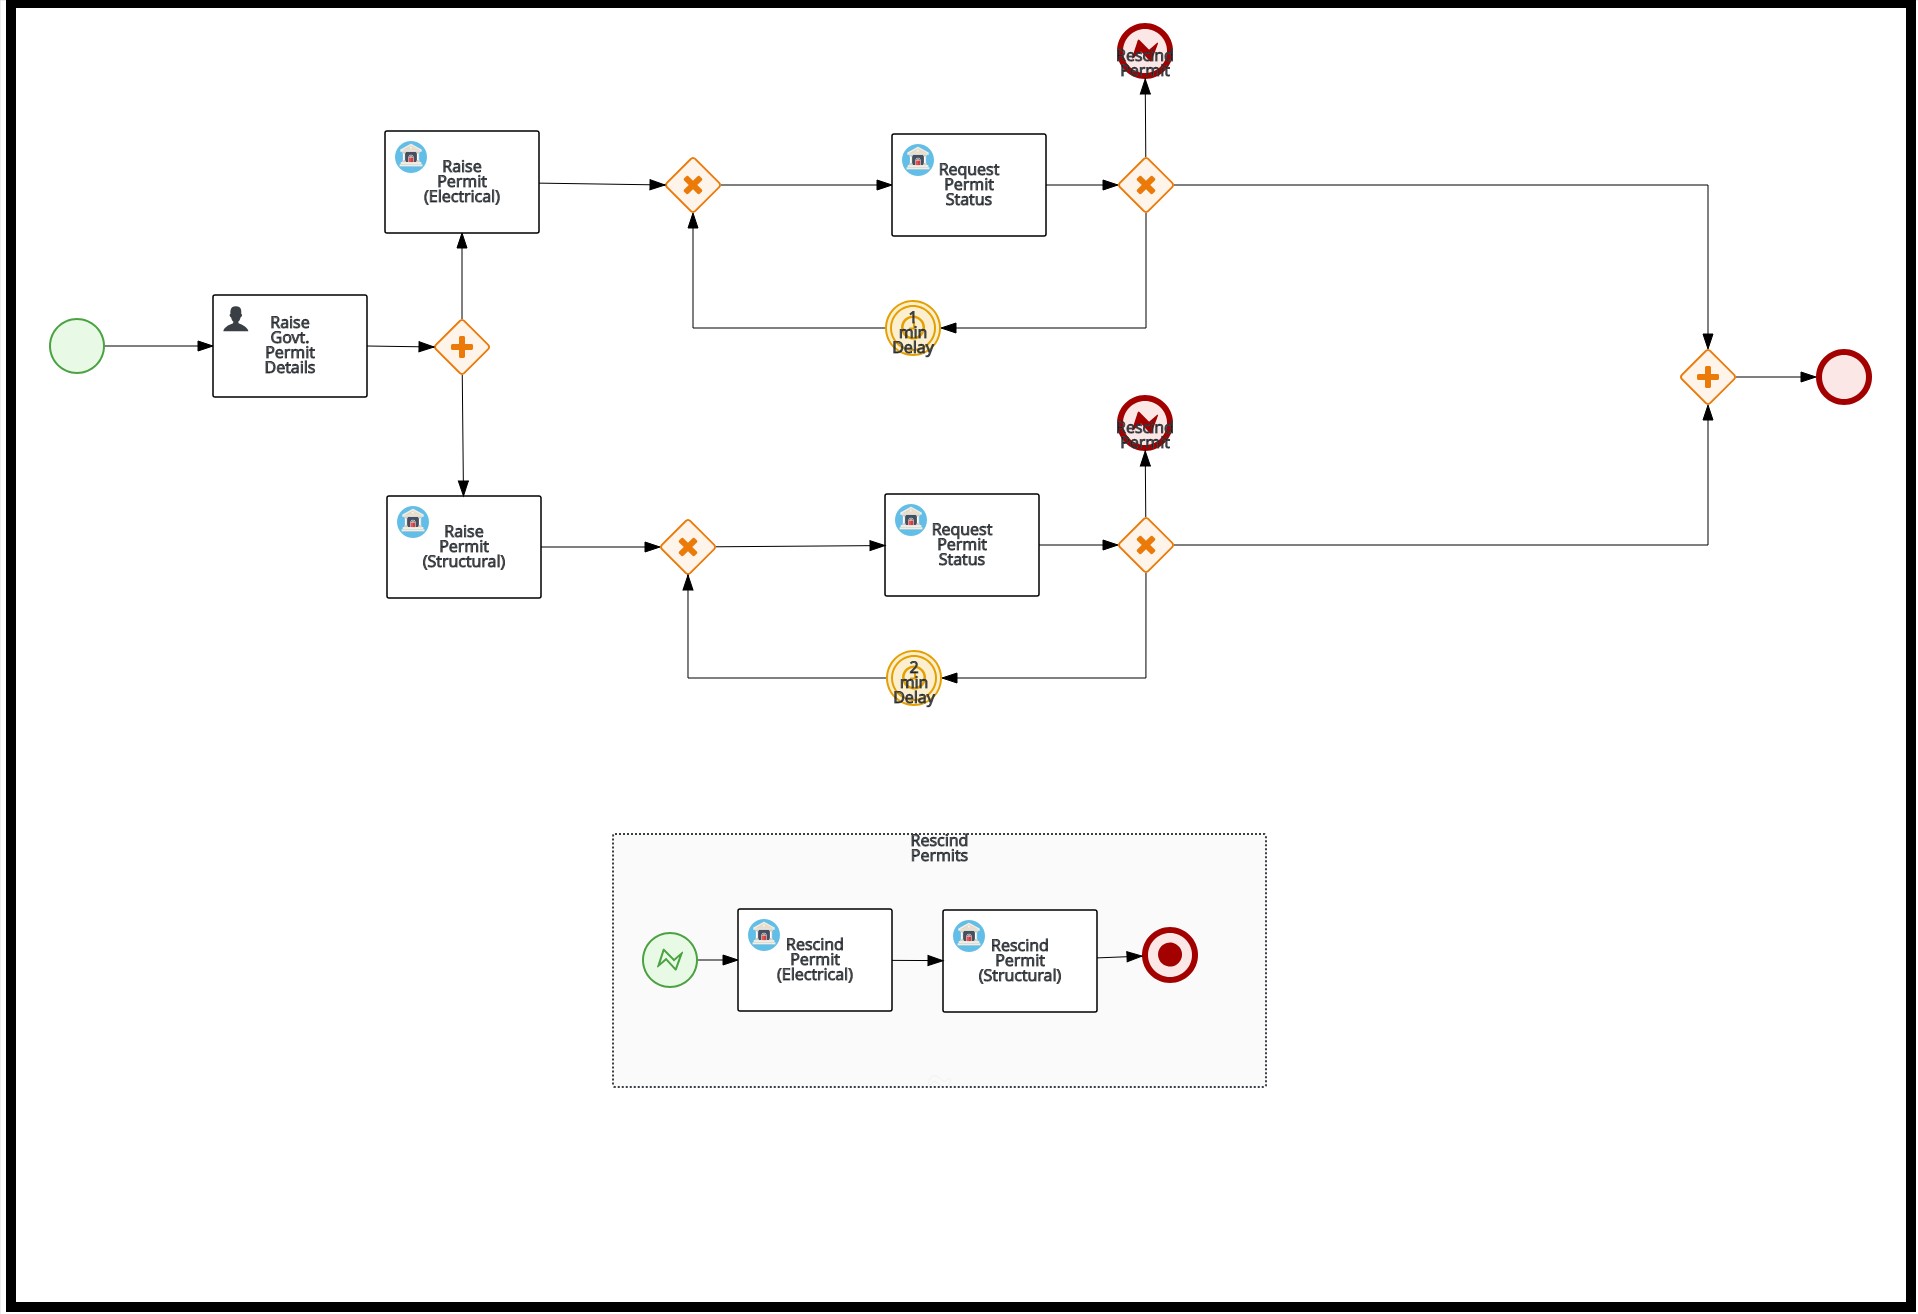 Rescind
Permit
Raise
Permit
(Electrical)
Request
Permit
Status
1
min
Delay
Raise
Govt.
Permit
Details
Rescind
Permit
Raise
Permit
(Structural)
Request
Permit
Status
2
min
Delay
Rescind
Permits
Rescind
Permit
(Electrical)
Rescind
Permit
(Structural)